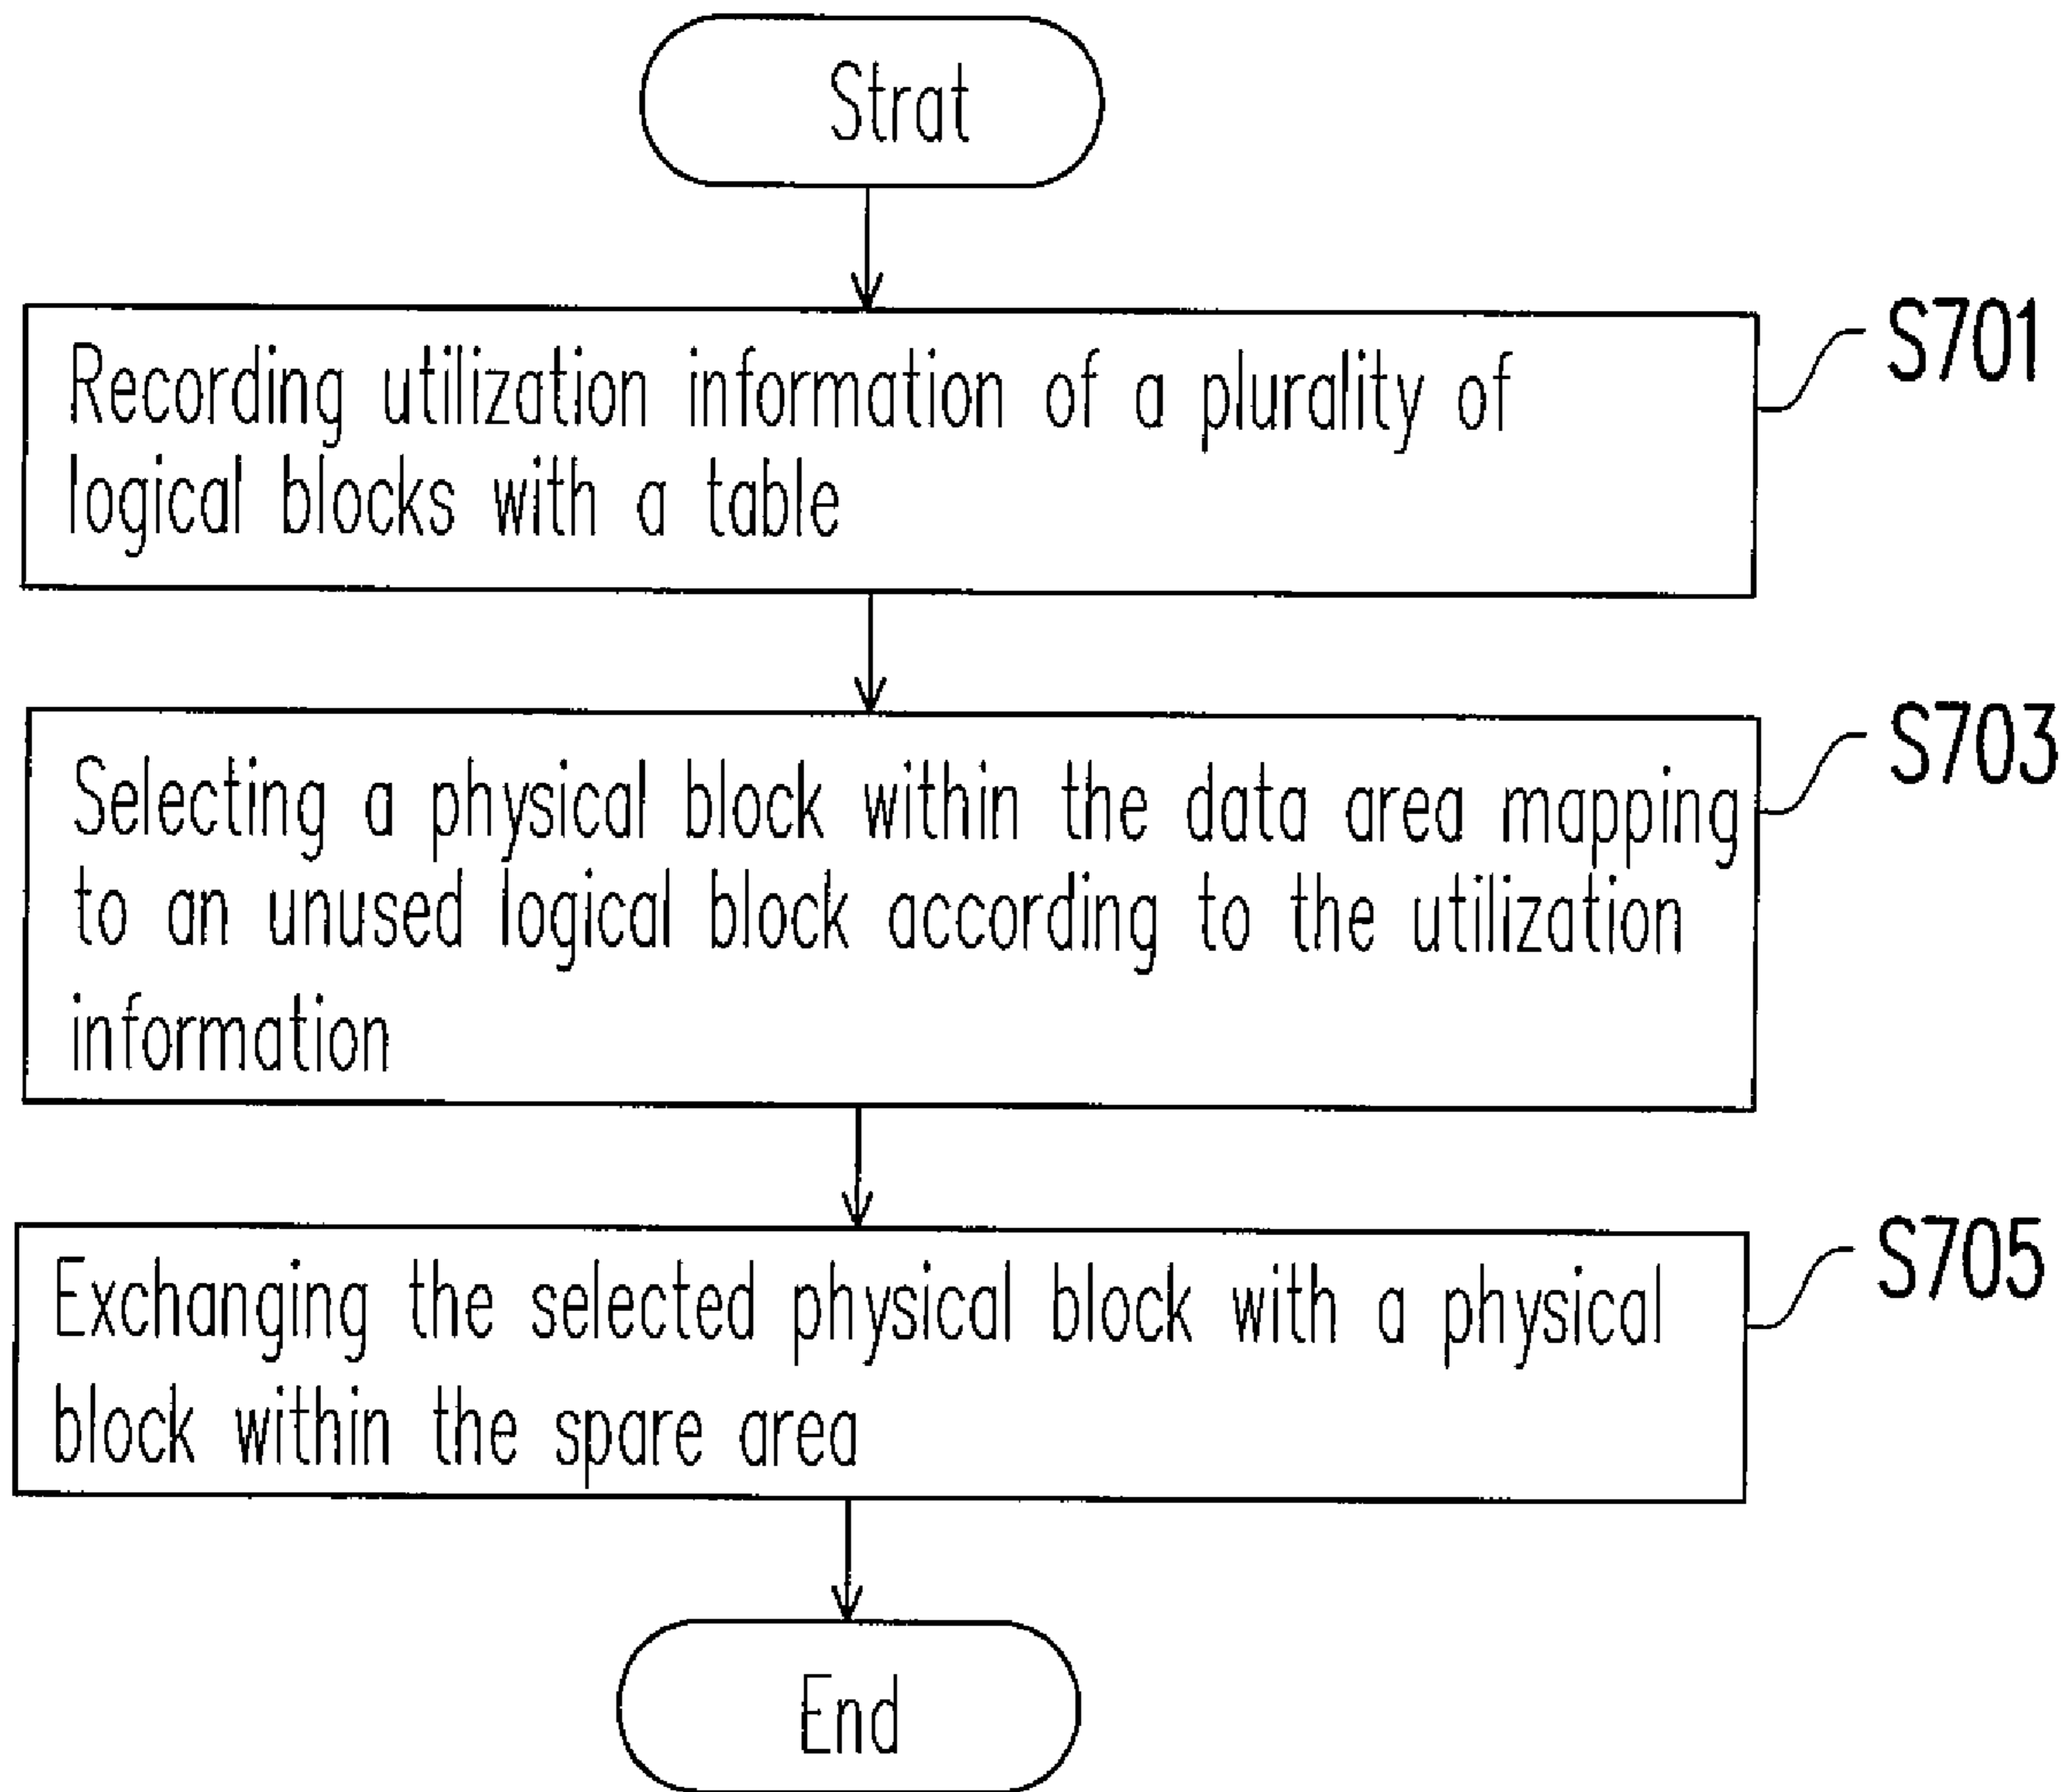 Strat
S701
Recording utilization information of a plurality of
logical blocks with a table
S703
Selecting a physical block within the data area mapping
to an unused logical block according to the utilization
information
S705
Exchanging the selected physical block with a physical
block within the spare area
End